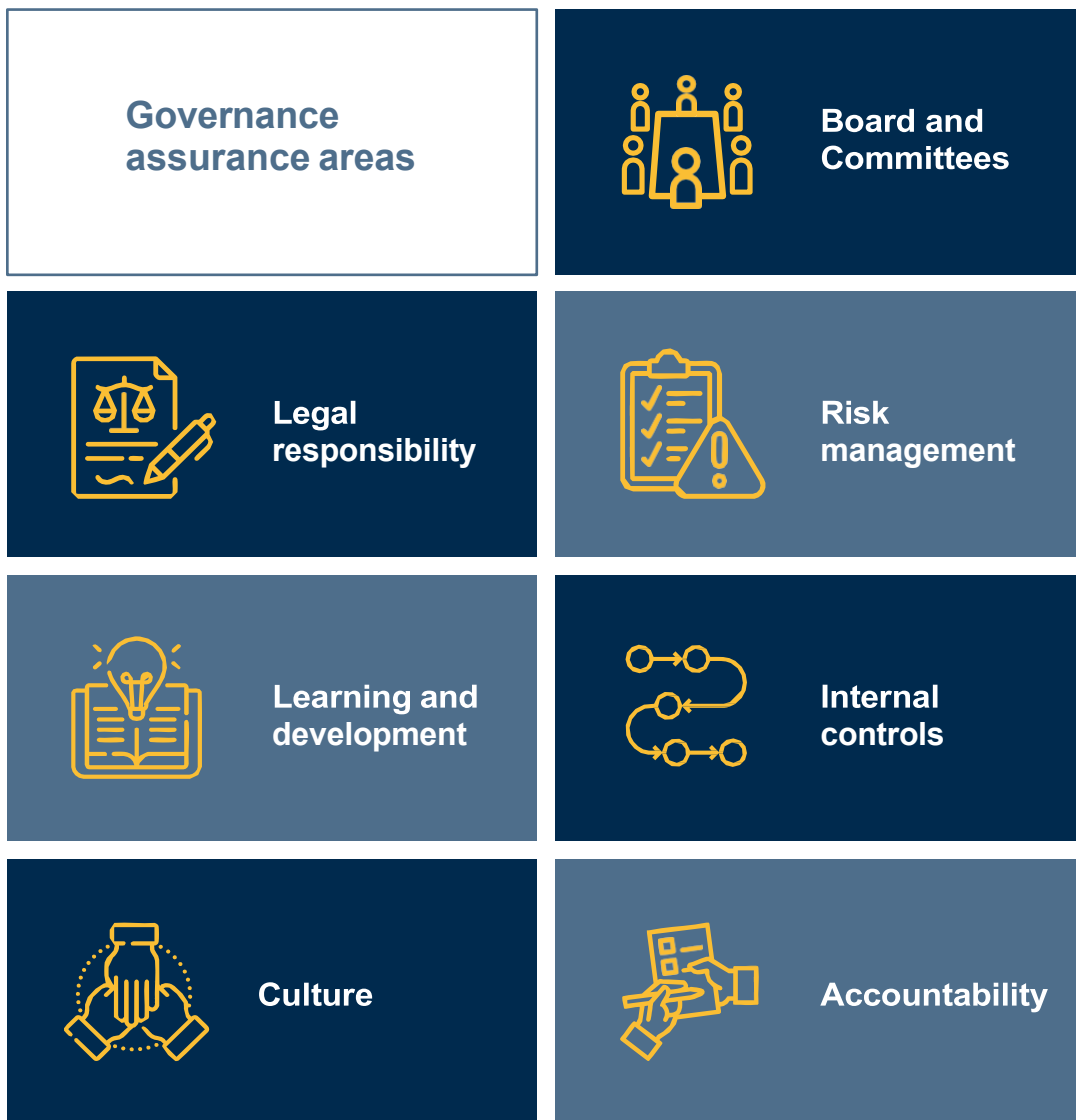 Governance
assurance areas
Board and
Committees
Legal
responsibility
Risk
management
Learning and
development
Internal
controls
Culture
Accountability